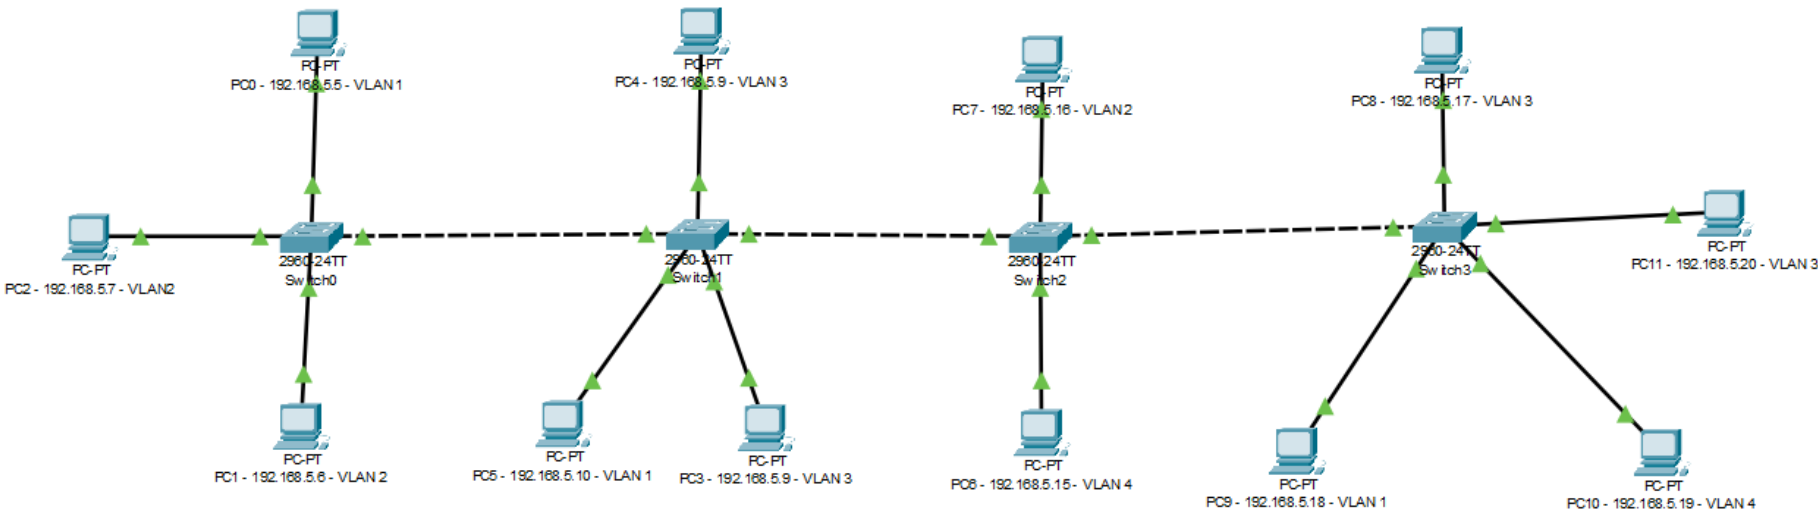 PC-PT
PC0 - 192.168.5.5 - VLAN 1
PC-PT
PC4 - 192.168.5.9 - VLAN 3
PC-PT
PC7 - 192.168.5.16 - VLAN 2
PC-PT
PC8 - 192.168.5.17 - VLAN 3
PC-PT
PC2 - 192.168.5.7 - VLAN2
2960-24TT
Switch0
2960-24TT
Switch1
2960-24TT
Switch2
2960-24TT
Switch3
PC-PT
PC11 - 192.168.5.20 - VLAN 3
PC-PT
PC1 - 192.168.5.6 - VLAN 2
PC-PT
PC5 - 192.168.5.10 - VLAN 1
PC-PT
PC3 - 192.168.5.9 - VLAN 3
PC-PT
PC6 - 192.168.5.15 - VLAN 4
PC-PT
PC9 - 192.168.5.18 - VLAN 1
PC-PT
PC10 - 192.168.5.19 - VLAN 4